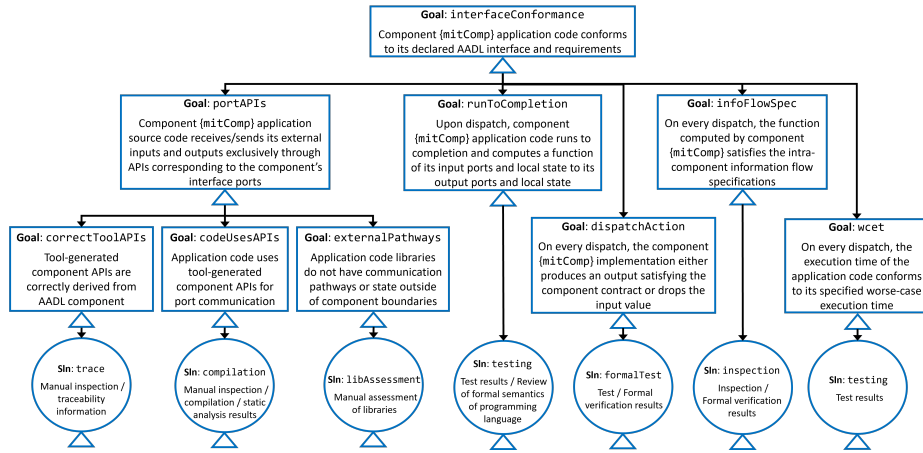 Goal: interfaceConformance
Component {mitComp} application code conforms
to its declared AADL interface and requirements
Goal: portAPIs
Component {mitComp} application
source code receives/sends its external
inputs and outputs exclusively through
APIs corresponding to the component's
interface ports
Goal: runToCompletion
Upon dispatch, component
{mitComp} application code runs to
completion and computes a function
of its input ports and local state to its
output ports and local state
Goal: infoFlowSpec
On every dispatch, the function
computed by component
{mitComp} satisfies the intra-
component information flow
specifications
Goal: correctToolAPIs
Tool-generated
component APIs are
correctly derived from
AADL component
Goal: codeUsesAPIs
Application code uses
tool-generated
component APIs for
port communication
Goal: externalPathways
Application code libraries
do not have communication
pathways or state outside
of component boundaries
Goal: dispatchAction
On every dispatch, the component
{mitComp} implementation either
produces an output satisfying the
component contract or drops the
input value
Goal: wcet
On every dispatch, the
execution time of the
application code conforms
to its specified worse-case
execution time
Sln: trace
Manual inspection /
traceability
information
Sln: compilation
Manual inspection /
compilation / static
analysis results
Sln: libAssessment
Manual assessment
of libraries
Sln: testing
Test results / Review
of formal semantics
of programming
language
Sln: formalTest
Test / Formal
verification results
Sln: inspection
Inspection /
Formal verification
results
Sln: testing
Test results